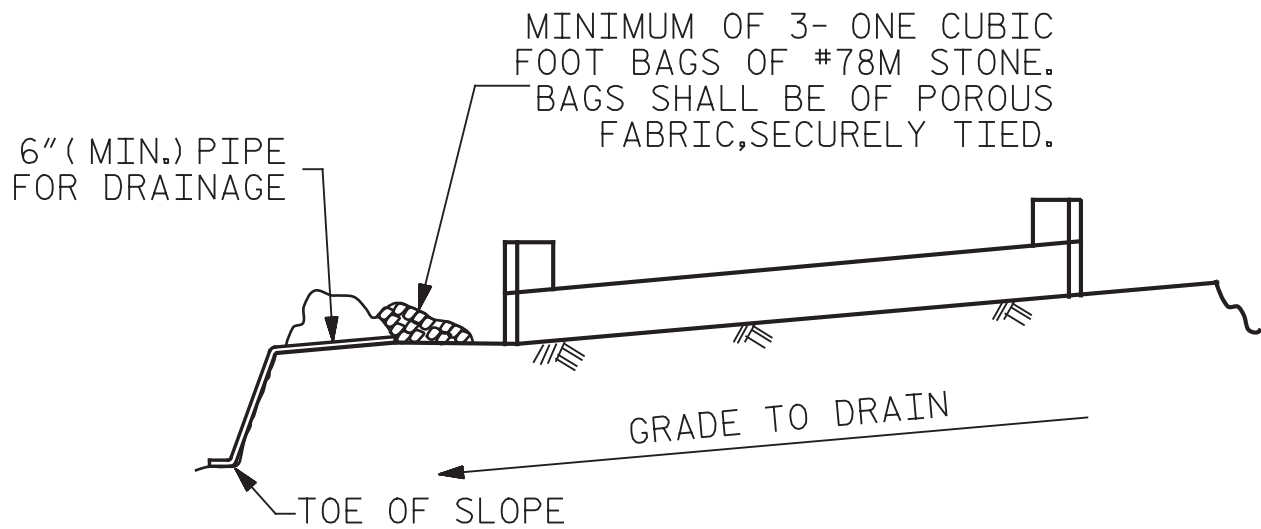 MINIMUM OF 3- ONE CUBIC
FOOT BAGS OF #78M STONE.
BAGS SHALL BE OF POROUS
FABRIC,SECURELY TIED.
6"(MIN.) PIPE
FOR DRAINAGE
GRADE TO DRAIN
TOE OF SLOPE